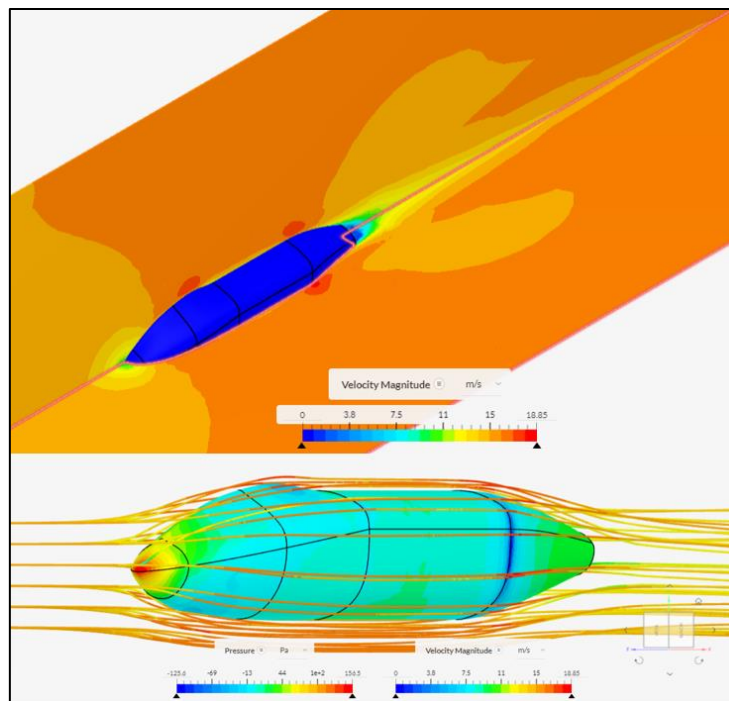 Velocity Magnitude m/s
0 3.8 7.5 11 15 18.85
Pressure Pa Velocity Magnitude m/s
-125.6 -69 -13 44 1e+2 156.5 0 3.8 7.5 11 15 18.85